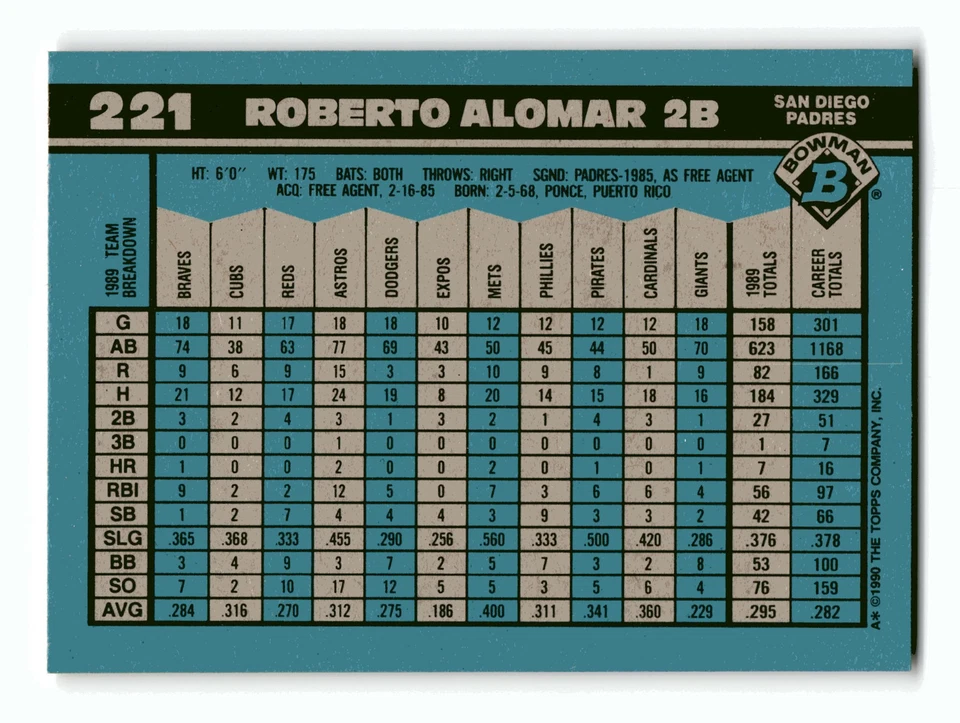 221 ROBERTO ALOMAR 2B SAN DIEGO PADRES
BOWMAN
B
®
HT: 6'0" WT: 175 BATS: BOTH THROWS: RIGHT SGND: PADRES-1985, AS FREE AGENT
ACQ: FREE AGENT, 2-16-85 BORN: 2-5-68, PONCE, PUERTO RICO
1989 TEAM BREAKDOWN BRAVES CUBS REDS ASTROS DODGERS EXPOS METS PHILLIES PIRATES CARDINALS GIANTS 1989 TOTALS CAREER TOTALS
G 18 11 17 18 18 10 12 12 12 12 18 158 301
AB 74 38 63 77 69 43 50 45 44 50 70 623 1168
R 9 6 9 15 3 3 10 9 8 1 9 82 166
H 21 12 17 24 19 8 20 14 15 18 16 184 329
2B 3 2 4 3 1 3 2 1 4 3 1 27 51
3B 0 0 0 1 0 0 0 0 0 0 0 1 7
HR 1 0 0 2 0 0 2 0 1 0 1 7 16
RBI 9 2 2 12 5 0 7 3 6 6 4 56 97
SB 1 2 7 4 4 4 3 9 3 3 2 42 66
SLG .365 .368 .333 .455 .290 .256 .560 .333 .500 .420 .286 .376 .378
BB 3 4 9 3 7 2 5 7 3 2 8 53 100
SO 7 2 10 17 12 5 5 3 5 6 4 76 159
AVG .284 .316 .270 .312 .275 .186 .400 .311 .341 .360 .229 .295 .282
A* ©1990 THE TOPPS COMPANY, INC.